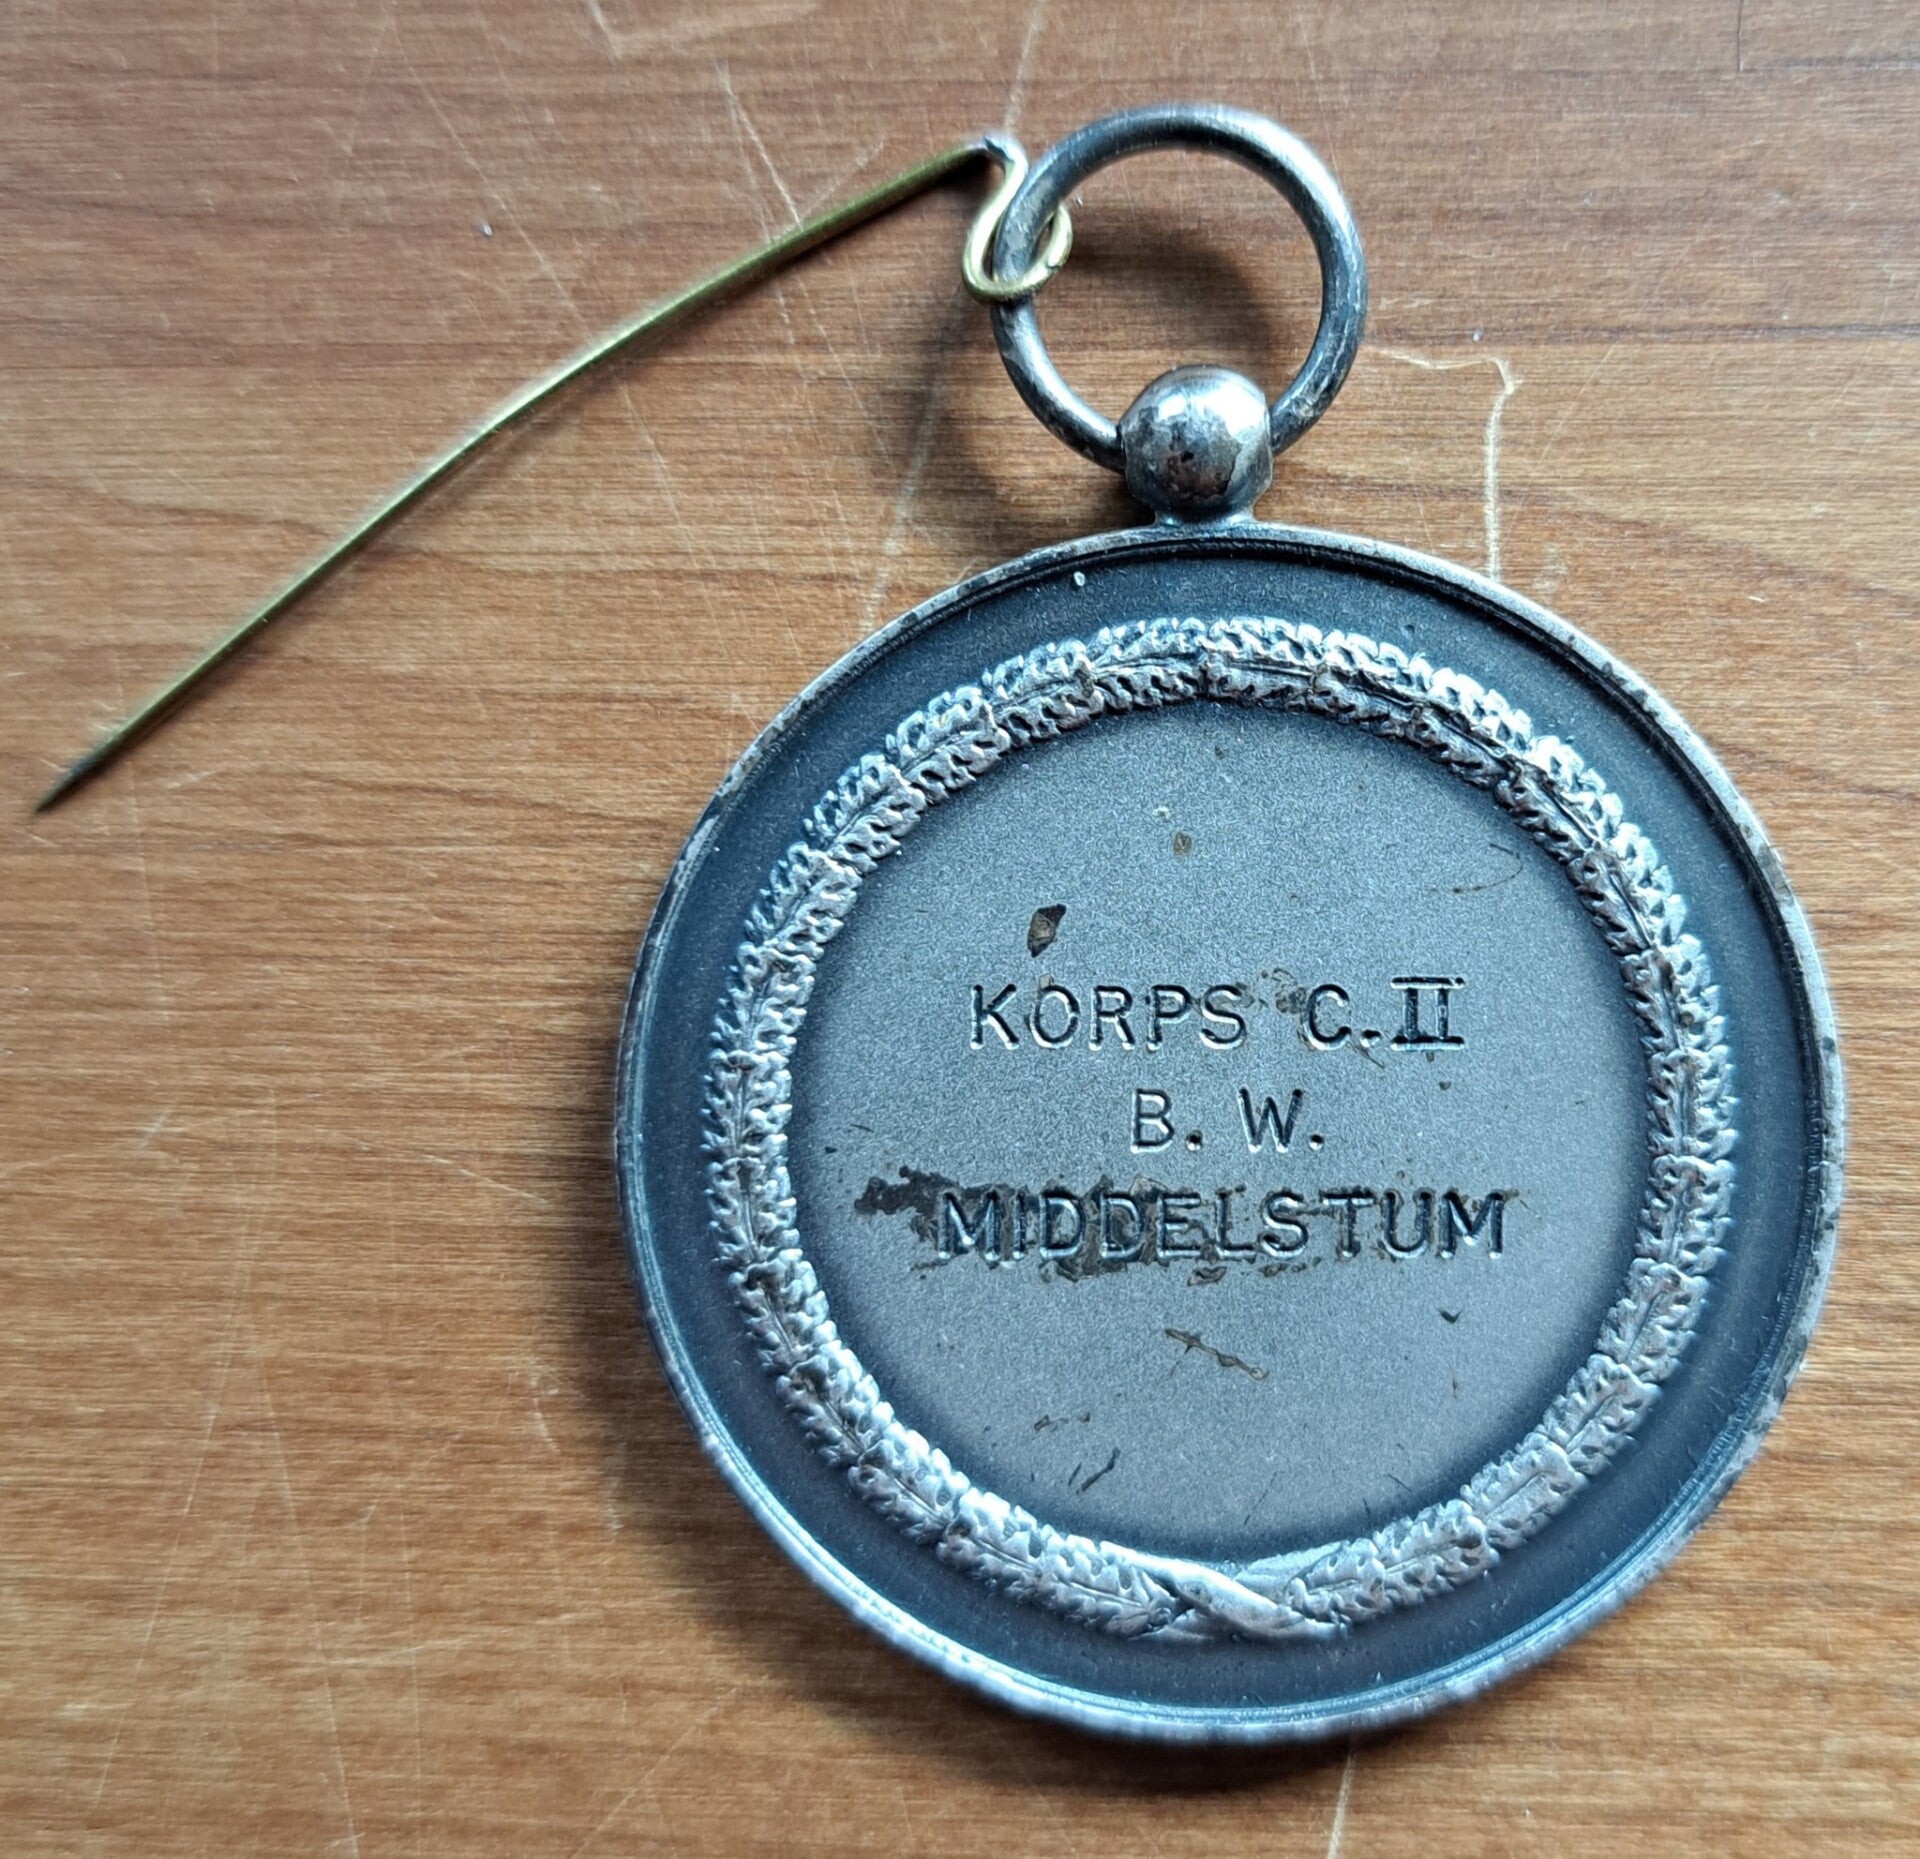 KORPS C.II
B. W.
MIDDELSTUM